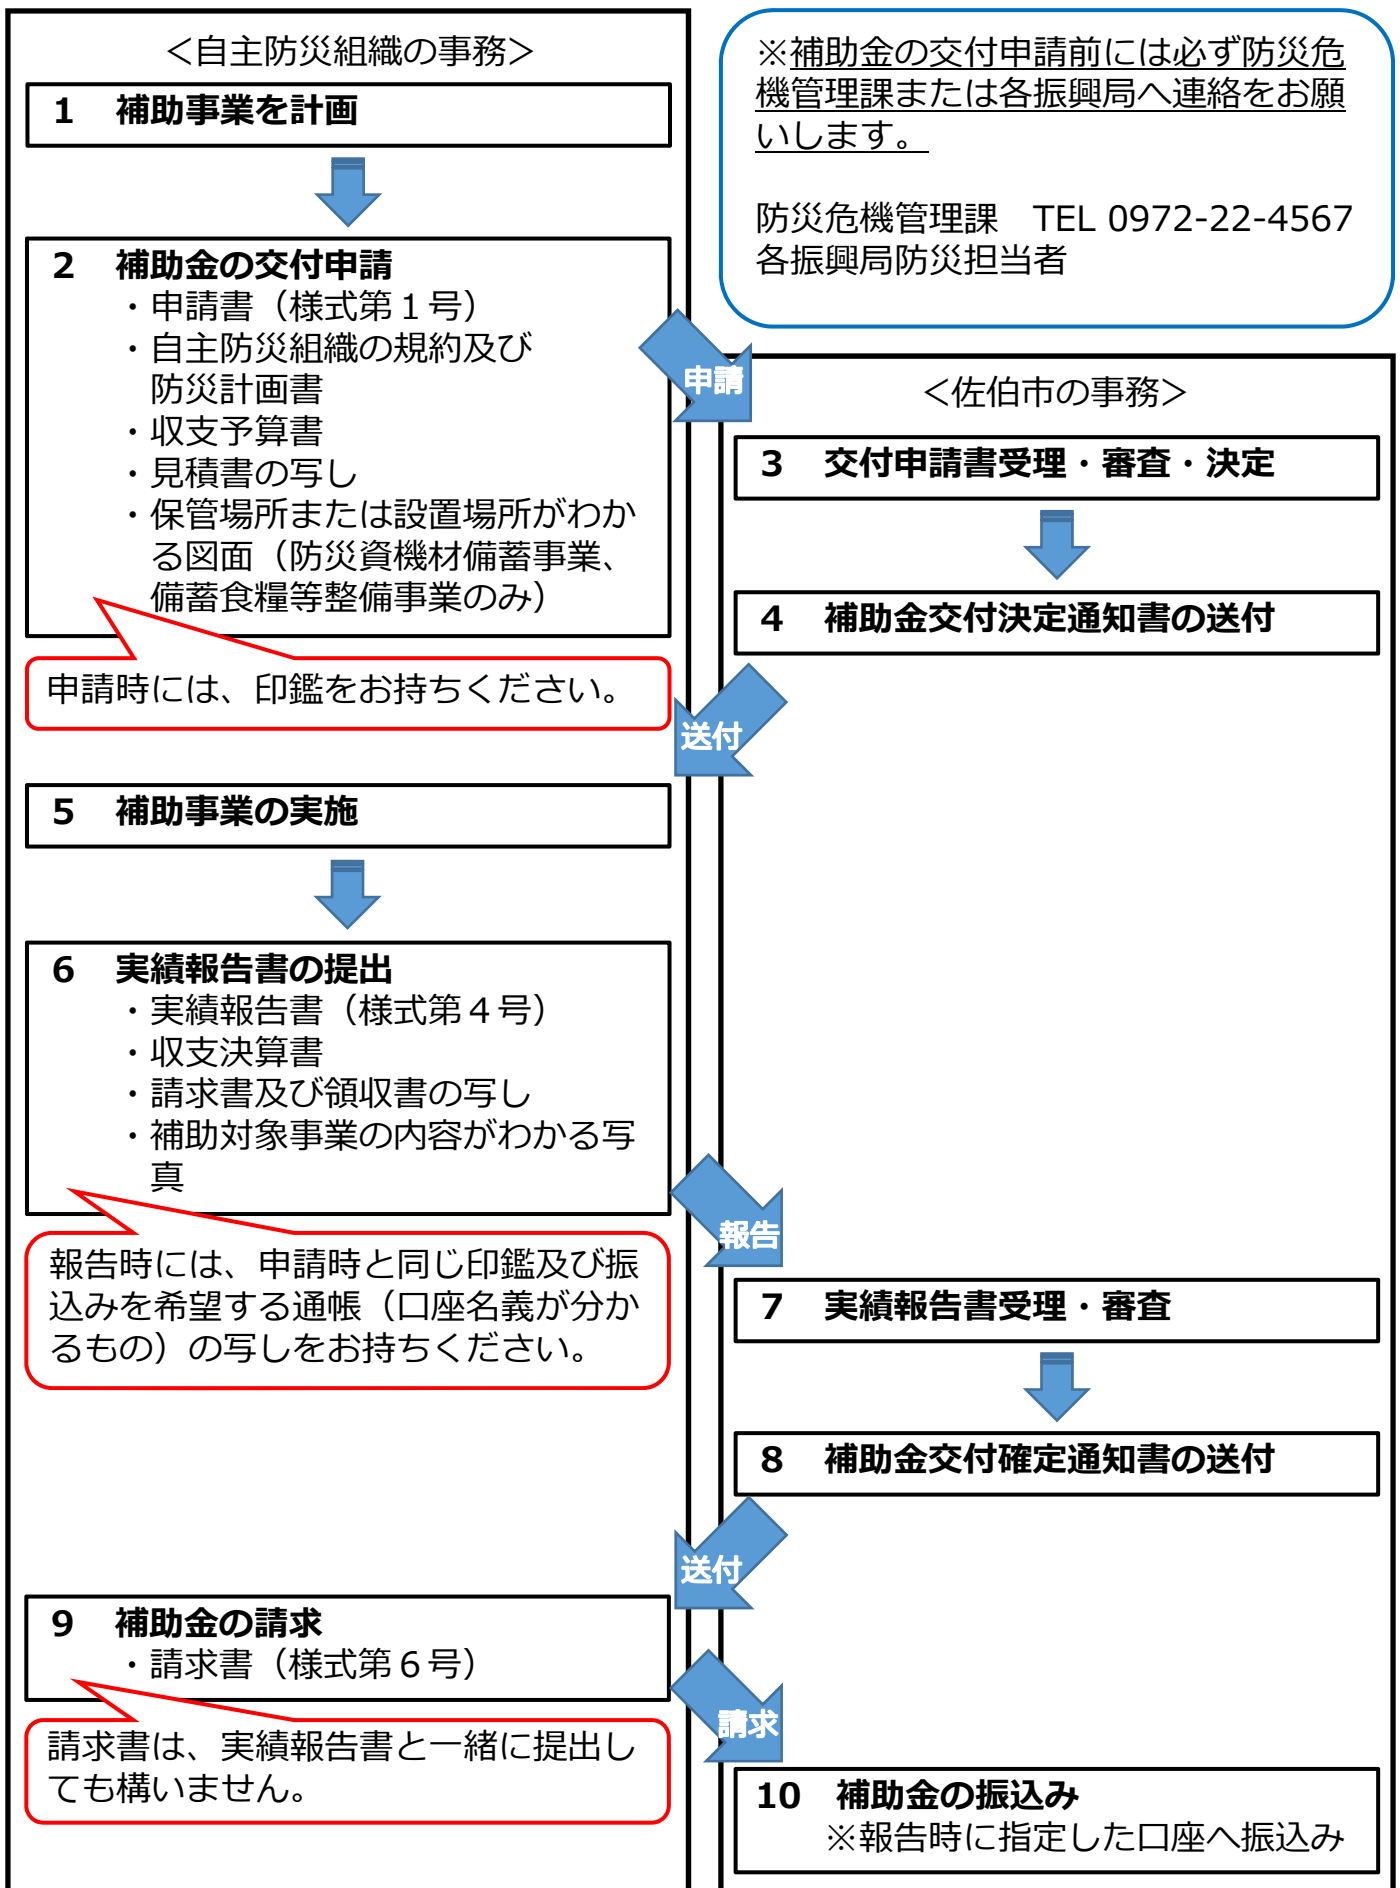 ＜自主防災組織の事務＞
1　補助事業を計画
2　補助金の交付申請
・申請書（様式第１号）
・自主防災組織の規約及び
防災計画書
・収支予算書
・見積書の写し
・保管場所または設置場所がわか
る図面（防災資機材備蓄事業、
備蓄食糧等整備事業のみ）
申請時には、印鑑をお持ちください。
※補助金の交付申請前には必ず防災危
機管理課または各振興局へ連絡をお願
いします。
防災危機管理課　TEL 0972-22-4567
各振興局防災担当者
申請
＜佐伯市の事務＞
3　交付申請書受理・審査・決定
4　補助金交付決定通知書の送付
送付
5　補助事業の実施
6　実績報告書の提出
・実績報告書（様式第４号）
・収支決算書
・請求書及び領収書の写し
・補助対象事業の内容がわかる写
真
報告時には、申請時と同じ印鑑及び振
込みを希望する通帳（口座名義が分か
るもの）の写しをお持ちください。
報告
7　実績報告書受理・審査
8　補助金交付確定通知書の送付
送付
9　補助金の請求
・請求書（様式第６号）
請求書は、実績報告書と一緒に提出し
ても構いません。
請求
10　補助金の振込み
※報告時に指定した口座へ振込み